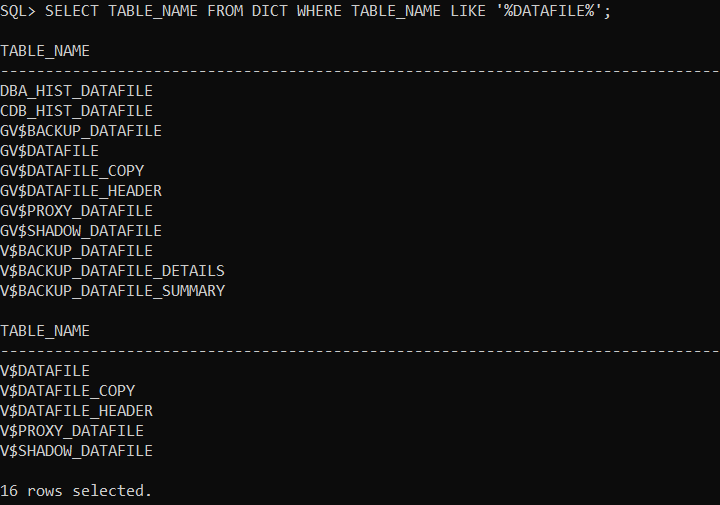 SQL> SELECT TABLE_NAME FROM DICT WHERE TABLE_NAME LIKE '%DATAFILE%';
TABLE_NAME
--------------------------------------------------------------------------------
DBA_HIST_DATAFILE
CDB_HIST_DATAFILE
GV$BACKUP_DATAFILE
GV$DATAFILE
GV$DATAFILE_COPY
GV$DATAFILE_HEADER
GV$PROXY_DATAFILE
GV$SHADOW_DATAFILE
V$BACKUP_DATAFILE
V$BACKUP_DATAFILE_DETAILS
V$BACKUP_DATAFILE_SUMMARY
TABLE_NAME
--------------------------------------------------------------------------------
V$DATAFILE
V$DATAFILE_COPY
V$DATAFILE_HEADER
V$PROXY_DATAFILE
V$SHADOW_DATAFILE
16 rows selected.